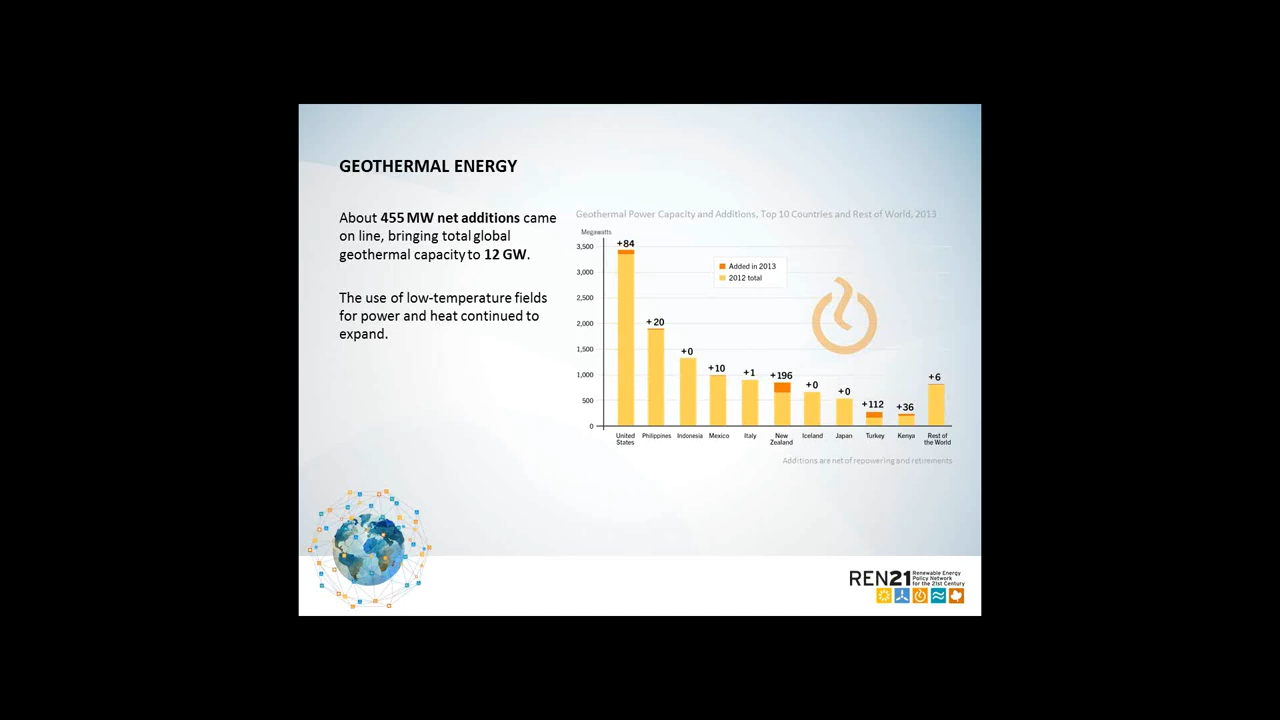 GEOTHERMAL ENERGY
About 455 MW net additions came
on line, bringing total global
geothermal capacity to 12 GW.
The use of low-temperature fields
for power and heat continued to
expand.
Geothermal Power Capacity and Additions, Top 10 Countries and Rest of World, 2013
Megawatts
3,500
3,000
2,500
2,000
1,500
1,000
500
0
+84
+20
+0
+10
+1
+196
+0
+0
+112
+36
+6
Added in 2013
2012 total
United
States
Philippines
Indonesia
Mexico
Italy
New
Zealand
Iceland
Japan
Turkey
Kenya
Rest of
the World
Additions are net of repowering and retirements
REN21
Renewable Energy
Policy Network
for the 21st Century